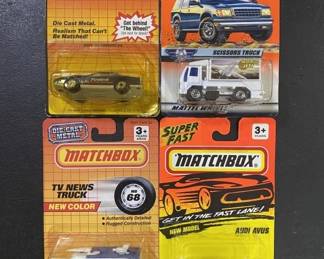 Die Cast Metal.
Realism That Can't
Be Matched!
Get behind
"The Wheel"
SCISSORS TRUCK
MATTEL WHEELS
DIE-CAST METAL
3+
MATCHBOX
TV NEWS
TRUCK
NEW COLOR
MB
68
• Authentically Detailed
• Rugged Construction
SUPER
FAST
3+
MATCHBOX
GET IN THE FAST LANE!
NEW MODEL
AUDI AVUS